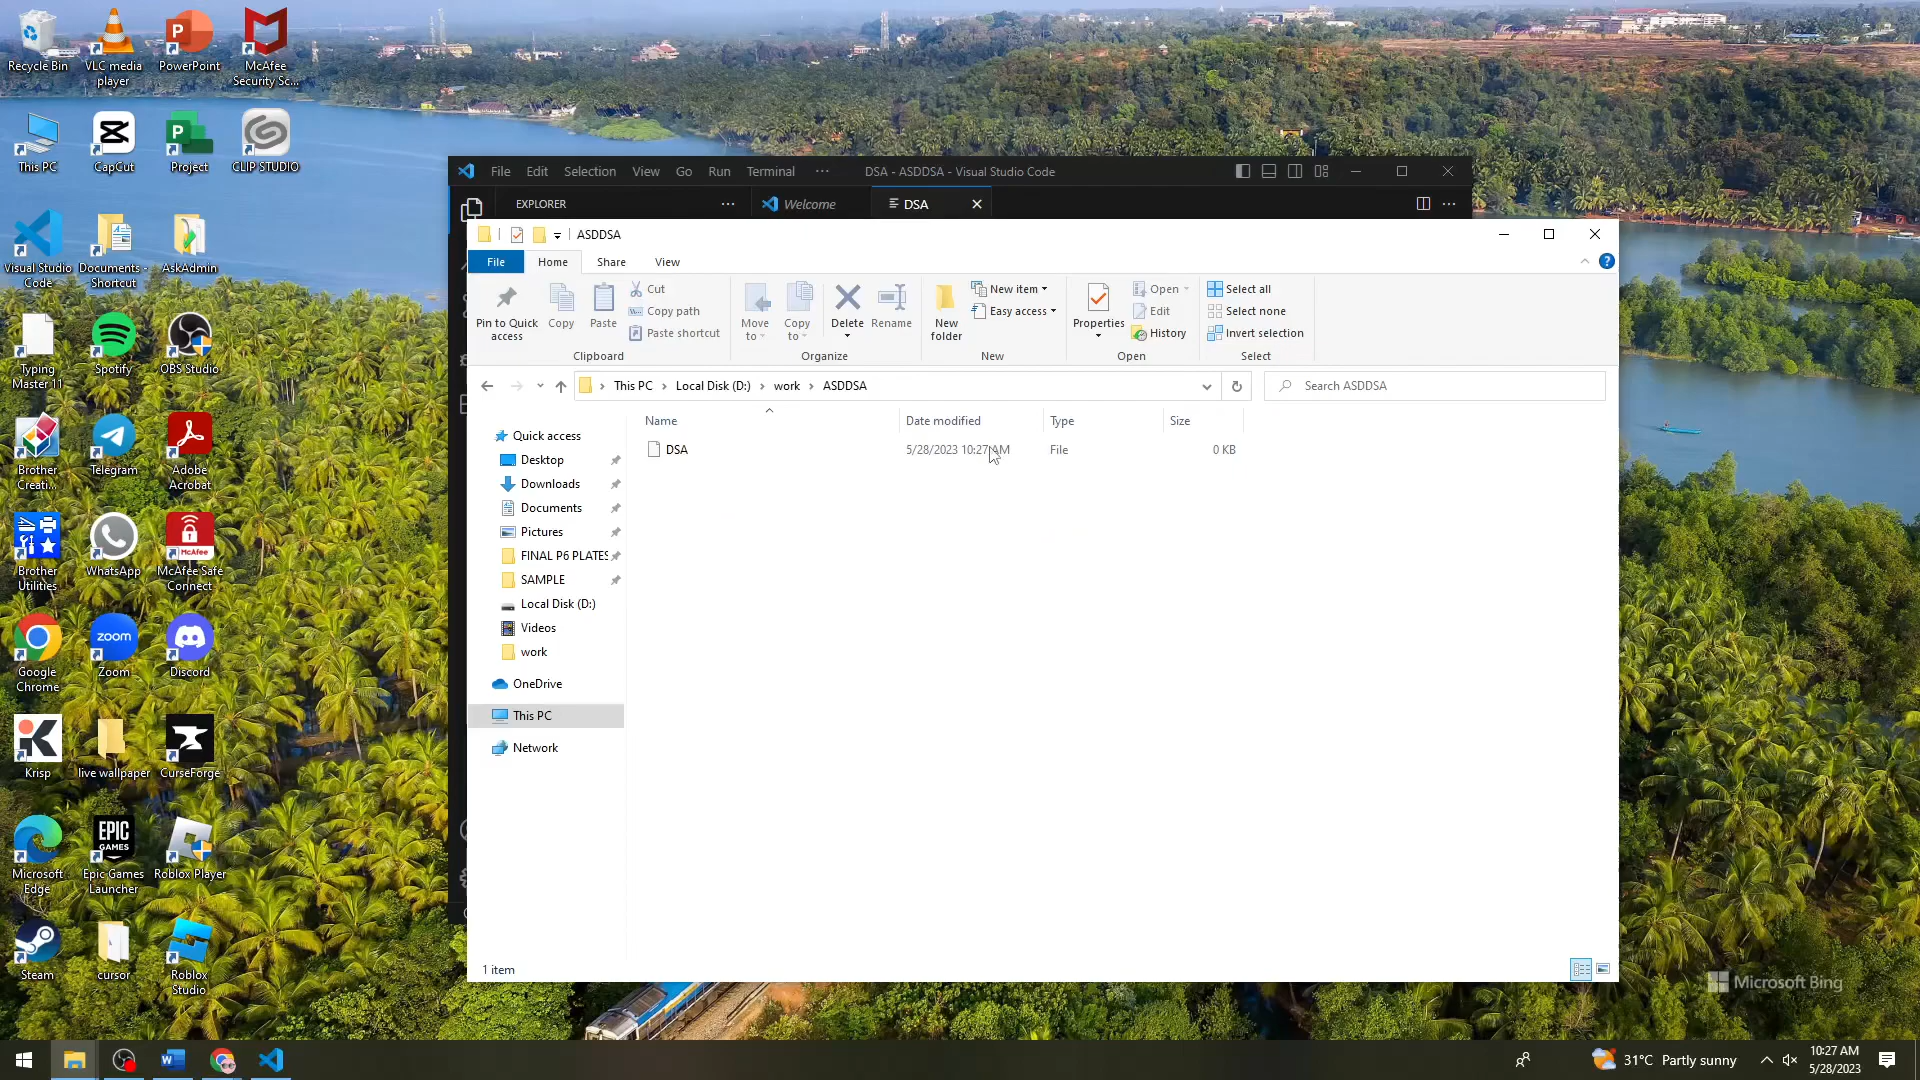 Recycle Bin
VLC media
player
PowerPoint
McAfee
Security Sc...
This PC
CapCut
Project
CLIP STUDIO
Visual Studio
Code
Documents -
Shortcut
AskAdmin
Typing
Master 11
Spotify
OBS Studio
Brother
Creati...
Telegram
Adobe
Acrobat
Brother
Utilities
WhatsApp
McAfee
McAfee Safe
Connect
Google
Chrome
zoom
Zoom
Discord
Krisp
live wallpaper
CurseForge
Microsoft
Edge
EPIC
GAMES
Epic Games
Launcher
Roblox Player
Steam
cursor
Roblox
Studio
File Edit Selection View Go Run Terminal ··· DSA - ASDDSA - Visual Studio Code
EXPLORER ··· Welcome DSA
ASDDSA
File Home Share View
Pin to Quick
access
Copy
Paste
Cut
Copy path
Paste shortcut
Clipboard
Move
to
Copy
to
Delete
Rename
Organize
New
folder
New item
Easy access
New
Properties
Open
Edit
History
Open
Select all
Select none
Invert selection
Select
This PC › Local Disk (D:) › work › ASDDSA
Search ASDDSA
Name Date modified Type Size
DSA 5/28/2023 10:27 AM File 0 KB
Quick access
Desktop
Downloads
Documents
Pictures
FINAL P6 PLATES
SAMPLE
Local Disk (D:)
Videos
work
OneDrive
This PC
Network
1 item
Microsoft Bing
31°C Partly sunny
10:27 AM
5/28/2023